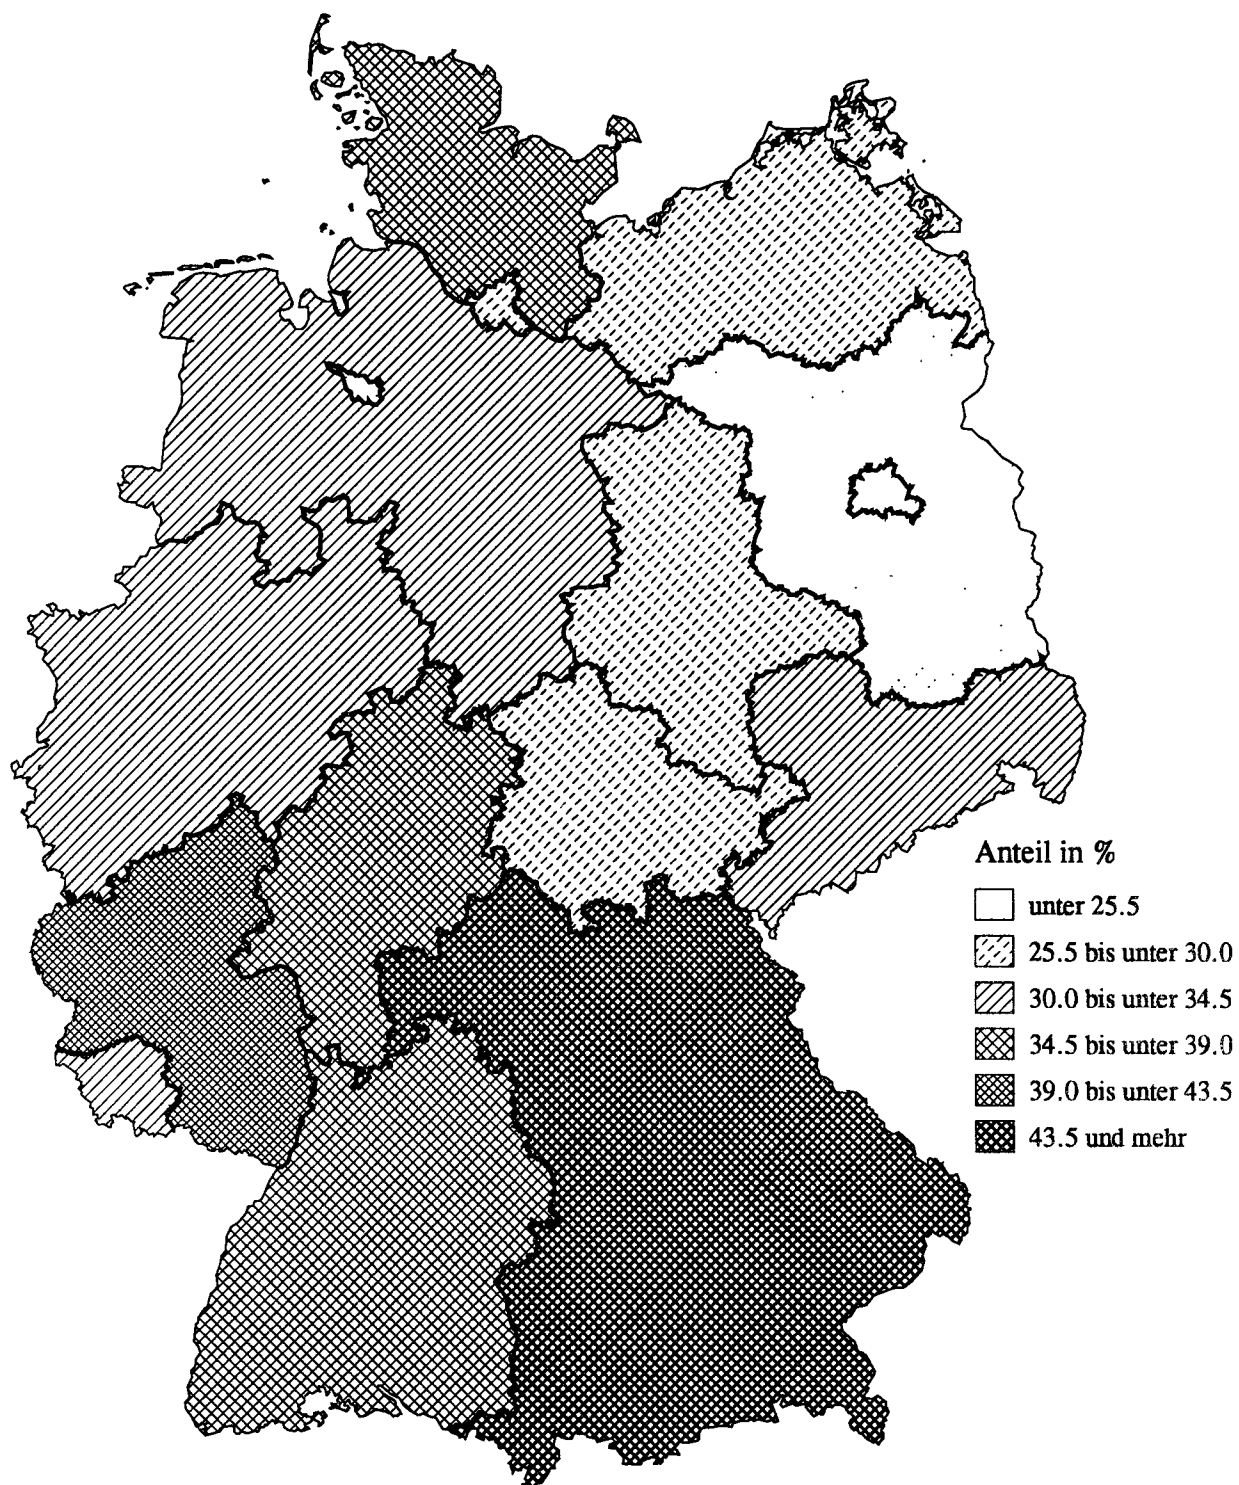 Anteil in %
unter 25.5
25.5 bis unter 30.0
30.0 bis unter 34.5
34.5 bis unter 39.0
39.0 bis unter 43.5
43.5 und mehr